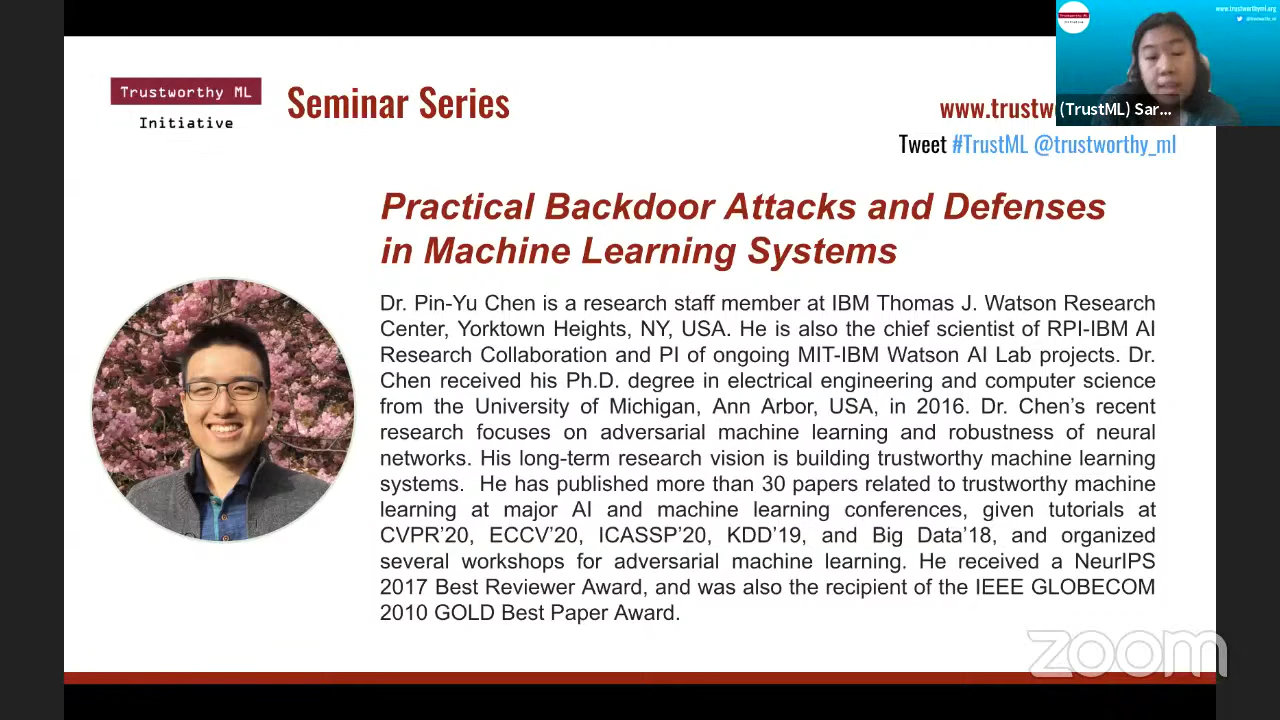 www.trustworthyml.org
@trustworthy_ml
Trustworthy ML
Initiative
Seminar Series
www.trustw
(TrustML) Sar...
Tweet #TrustML @trustworthy_ml
Practical Backdoor Attacks and Defenses
in Machine Learning Systems
Dr. Pin-Yu Chen is a research staff member at IBM Thomas J. Watson Research
Center, Yorktown Heights, NY, USA. He is also the chief scientist of RPI-IBM AI
Research Collaboration and PI of ongoing MIT-IBM Watson AI Lab projects. Dr.
Chen received his Ph.D. degree in electrical engineering and computer science
from the University of Michigan, Ann Arbor, USA, in 2016. Dr. Chen’s recent
research focuses on adversarial machine learning and robustness of neural
networks. His long-term research vision is building trustworthy machine learning
systems. He has published more than 30 papers related to trustworthy machine
learning at major AI and machine learning conferences, given tutorials at
CVPR’20, ECCV’20, ICASSP’20, KDD’19, and Big Data’18, and organized
several workshops for adversarial machine learning. He received a NeurIPS
2017 Best Reviewer Award, and was also the recipient of the IEEE GLOBECOM
2010 GOLD Best Paper Award.
zoom